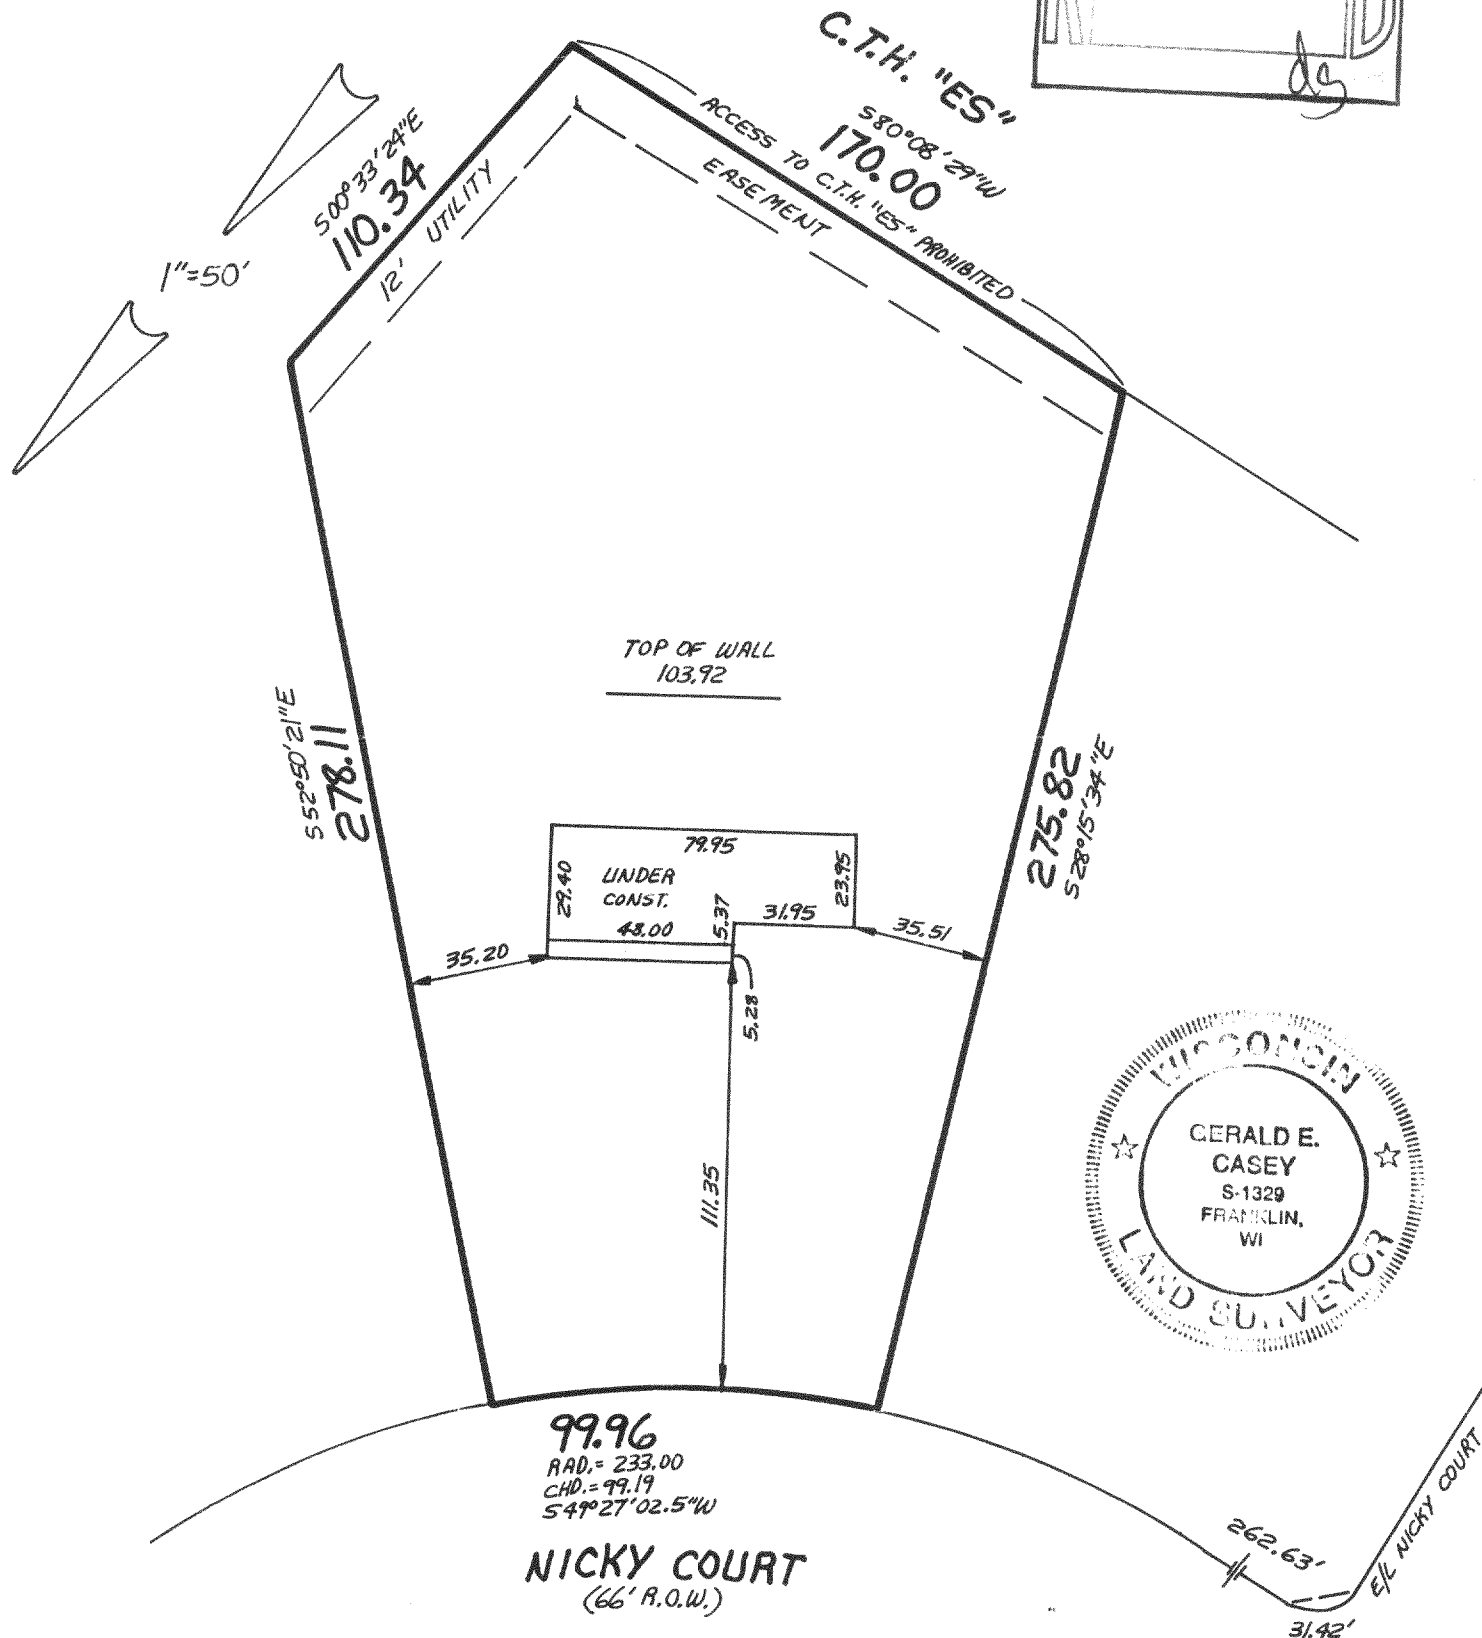 C.T.H. "ES"
ds
S80°08'29"W
170.00
ACCESS TO C.T.H. "ES" PROHIBITED
EASEMENT
S00°33'24"E
110.34
12' UTILITY
1"=50'
TOP OF WALL
103.92
S52°50'21"E
278.11
275.82
S28°15'34"E
79.95
29.40
UNDER
CONST.
48.00
5.37
31.95
23.95
35.20
35.51
5.28
111.35
WISCONSIN
GERALD E.
CASEY
S-1329
FRANKLIN,
WI
LAND SURVEYOR
99.96
RAD.= 233.00
CHD.= 99.19
S49°27'02.5"W
NICKY COURT
(66' R.O.W.)
262.63'
E/L NICKY COURT
31.42'